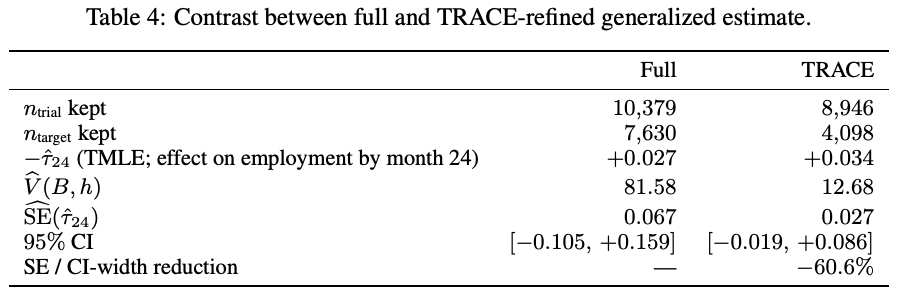 Table 4: Contrast between full and TRACE-refined generalized estimate.
Full TRACE
n_trial kept 10,379 8,946
n_target kept 7,630 4,098
−τ̂₂₄ (TMLE; effect on employment by month 24) +0.027 +0.034
V̂(B, h) 81.58 12.68
SÊ(τ̂₂₄) 0.067 0.027
95% CI [−0.105, +0.159] [−0.019, +0.086]
SE / CI-width reduction — −60.6%